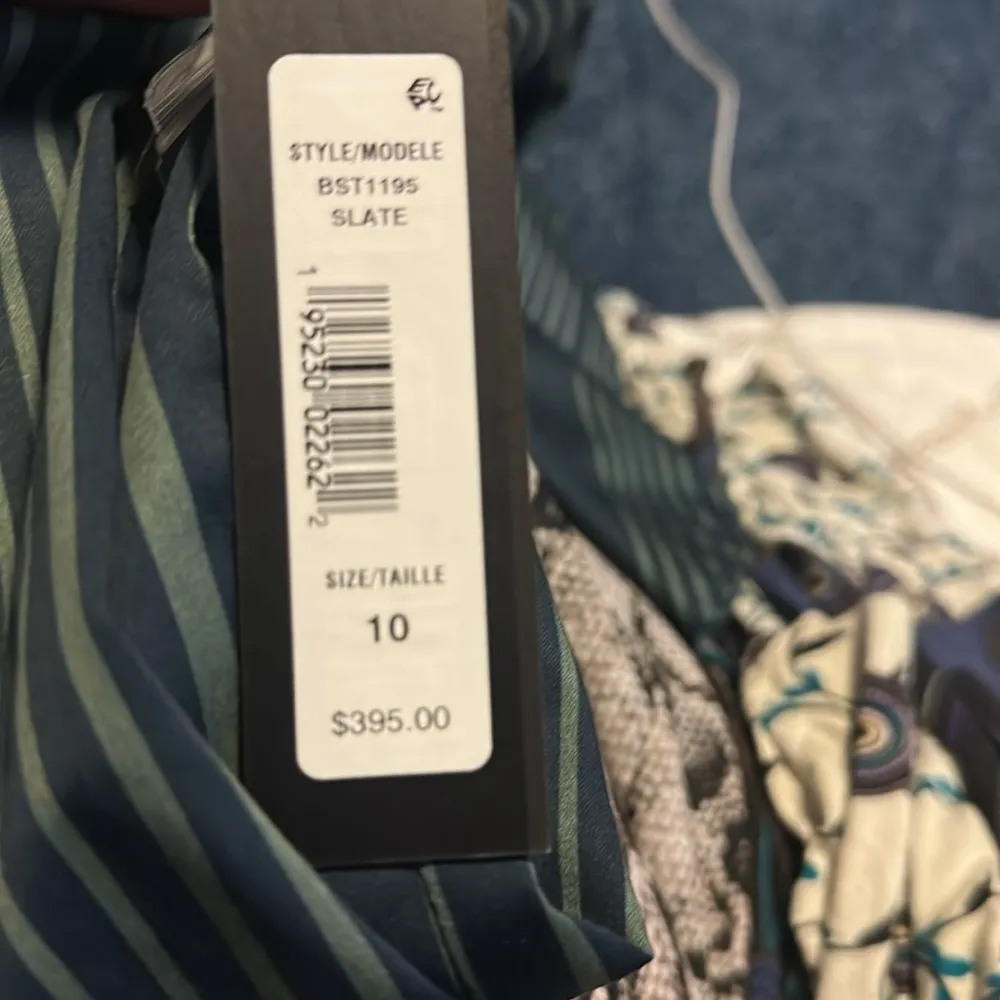 STYLE/MODELE
BST1195
SLATE
1 95230 02262 2
SIZE/TAILLE
10
$395.00